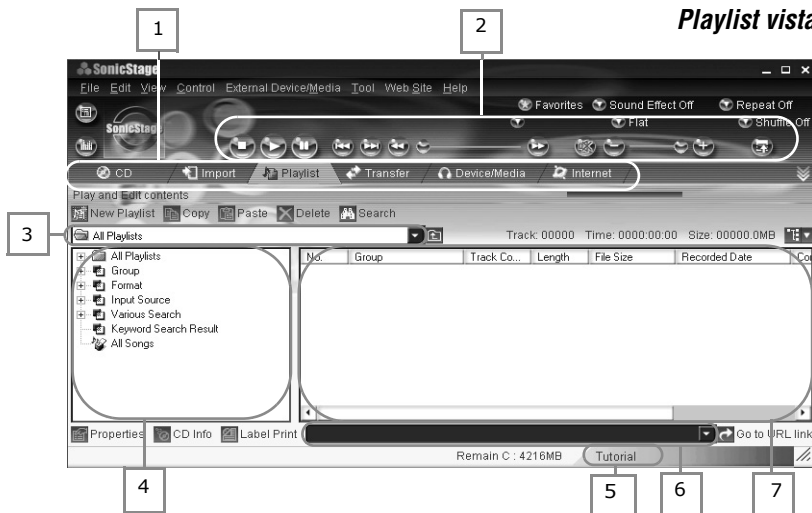 Playlist vista
1
2
SonicStage
File Edit View Control External Device/Media Tool Web Site Help
Favorites Sound Effect Off Repeat Off
SonicStage
Flat Shuffle Off
CD Import Playlist Transfer Device/Media Internet
Play and Edit contents
New Playlist Copy Paste Delete Search
3
All Playlists Track: 00000 Time: 0000:00:00 Size: 00000.0MB
No. Group Track Co... Length File Size Recorded Date Co
All Playlists
Group
Format
Input Source
Various Search
Keyword Search Result
All Songs
Properties CD Info Label Print Go to URL link
Remain C : 4216MB Tutorial
4
5
6
7